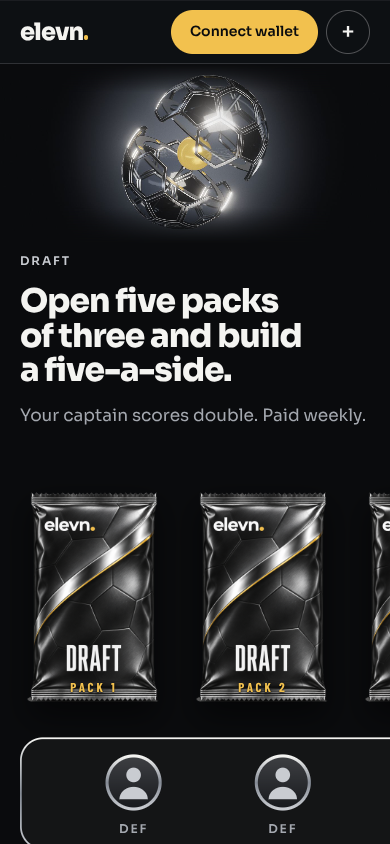 elevn.
Connect wallet
+
DRAFT
Open five packs
of three and build
a five-a-side.
Your captain scores double. Paid weekly.
elevn.
DRAFT
PACK 1
elevn.
DRAFT
PACK 2
DEF
DEF